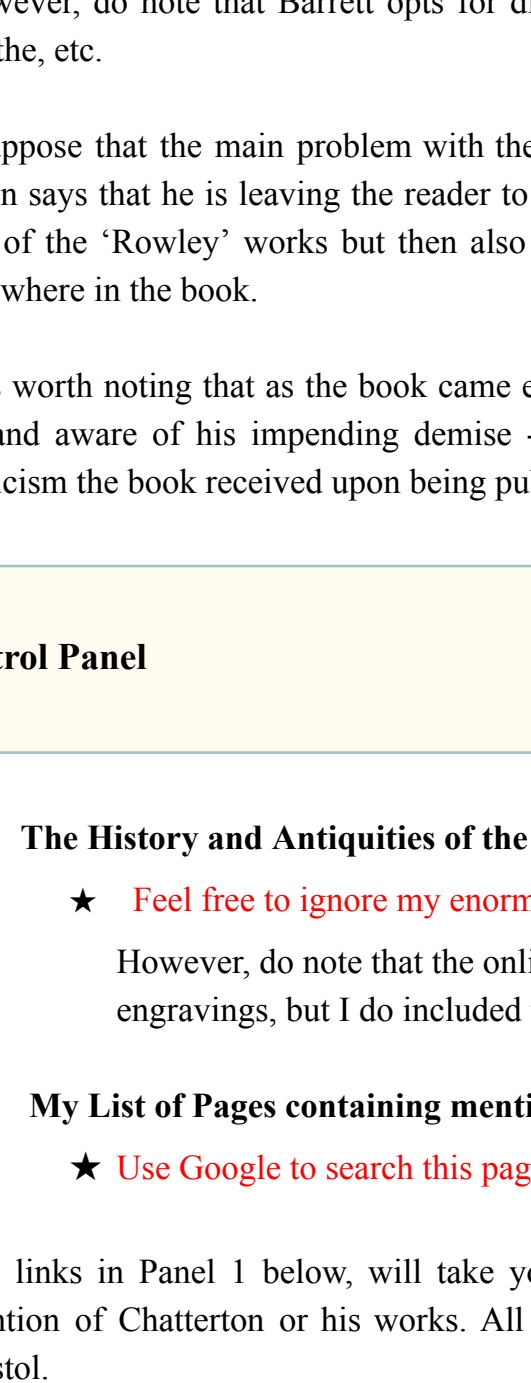 wever, do note that Barrett opts for di
the, etc.
ppose that the main problem with the
n says that he is leaving the reader to
of the ‘Rowley’ works but then also
where in the book.
s worth noting that as the book came e
and aware of his impending demise -
icism the book received upon being pu
trol Panel
The History and Antiquities of the
★ Feel free to ignore my enorm
However, do note that the onli
engravings, but I do included
My List of Pages containing menti
★ Use Google to search this pag
links in Panel 1 below, will take yo
ntion of Chatterton or his works. All
stol.